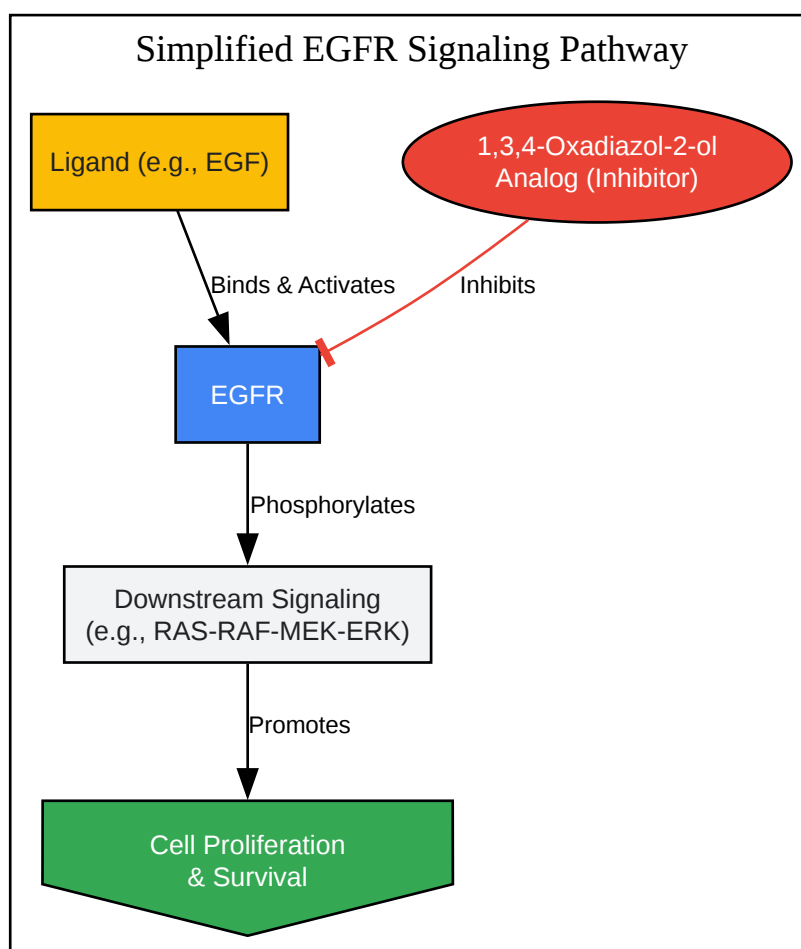 Simplified EGFR Signaling Pathway
Ligand (e.g., EGF)
1,3,4-Oxadiazol-2-ol
Analog (Inhibitor)
Binds & Activates
Inhibits
EGFR
Phosphorylates
Downstream Signaling
(e.g., RAS-RAF-MEK-ERK)
Promotes
Cell Proliferation
& Survival